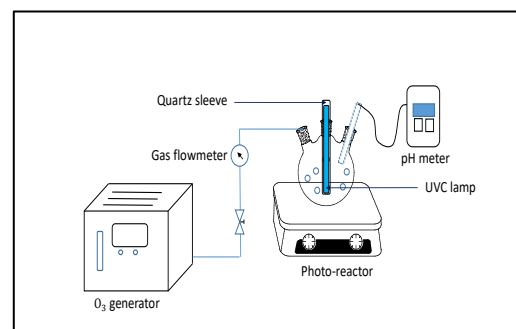 Quartz sleeve
Gas flowmeter
pH meter
UVC lamp
Photo-reactor
O₃ generator